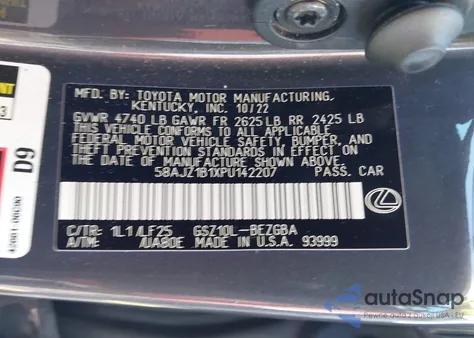 MFD. BY: TOYOTA MOTOR MANUFACTURING,
KENTUCKY, INC. 10/22
GVWR 4740 LB GAWR FR 2625 LB RR 2425 LB
THIS VEHICLE CONFORMS TO ALL APPLICABLE
FEDERAL MOTOR VEHICLE SAFETY, BUMPER, AND
THEFT PREVENTION STANDARDS IN EFFECT ON
THE DATE OF MANUFACTURE SHOWN ABOVE.
58AJZ1B1XPU142207 PASS. CAR
C/TR: 1L1/LF25 GSZ10L-BEZGBA
A/TM: /UA80E MADE IN U.S.A. 93999
D9
autoSnap